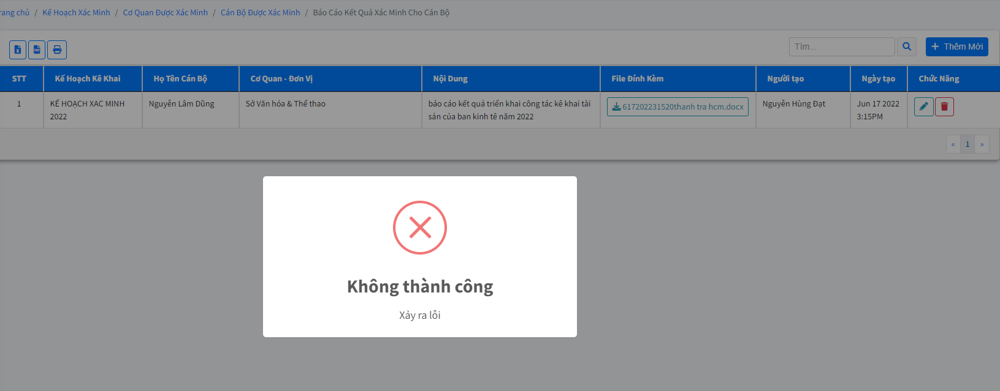 rang chủ / Kế Hoạch Xác Minh / Cơ Quan Được Xác Minh / Cán Bộ Được Xác Minh / Báo Cáo Kết Quả Xác Minh Cho Cán Bộ
Tìm...
Thêm Mới
STT Kế Hoạch Kê Khai Họ Tên Cán Bộ Cơ Quan - Đơn Vị Nội Dung File Đính Kèm Người tạo Ngày tạo Chức Năng
1 KẾ HOẠCH XAC MINH Nguyễn Lâm Dũng Sở Văn hóa & Thể thao báo cáo kết quả triển khai công tác kê khai tài 617202231520thanh tra hcm.docx Nguyễn Hùng Đạt Jun 17 2022
2022 sản của ban kinh tê năm 2022 3:15PM
« 1 »
Không thành công
Xảy ra lỗi